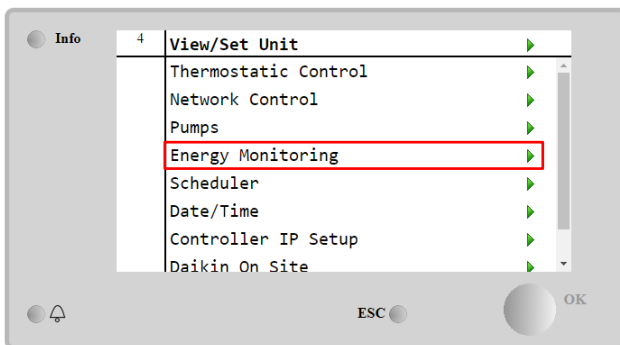 Info
4 View/Set Unit
Thermostatic Control
Network Control
Pumps
Energy Monitoring
Scheduler
Date/Time
Controller IP Setup
Daikin On Site
ESC
OK